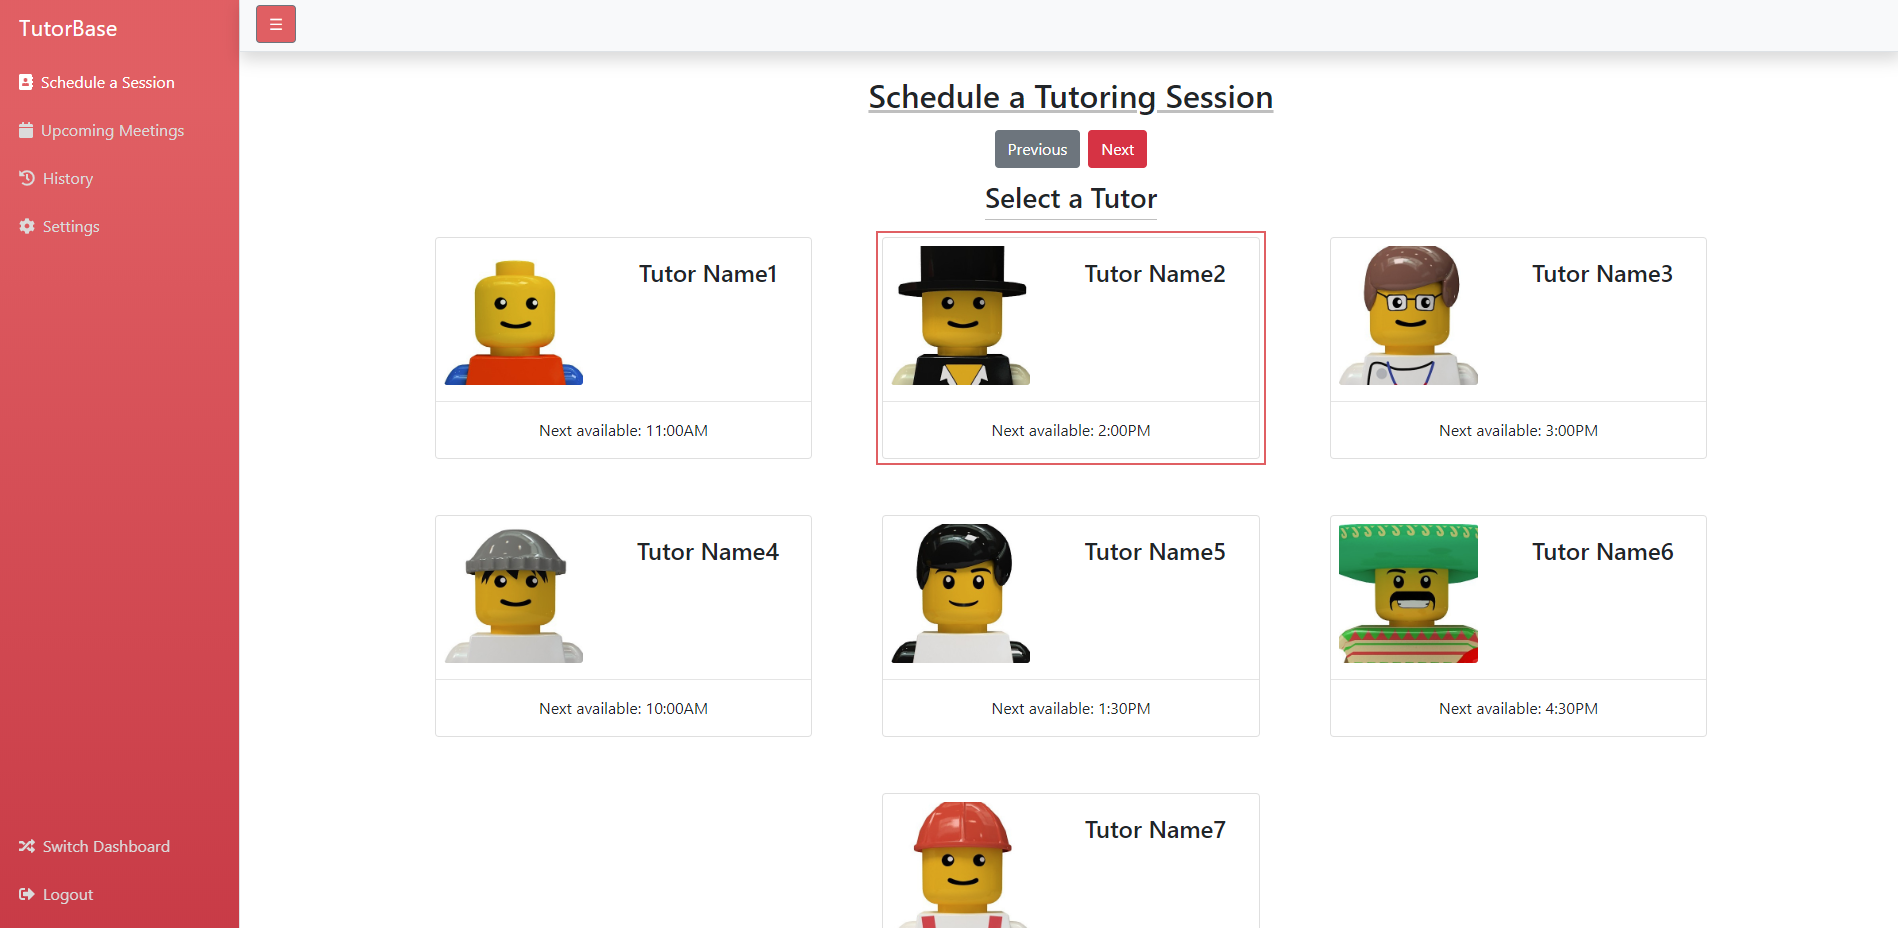 TutorBase
☰
Schedule a Session
Upcoming Meetings
History
Settings
Switch Dashboard
Logout
Schedule a Tutoring Session
Previous
Next
Select a Tutor
Tutor Name1
Next available: 11:00AM
Tutor Name2
Next available: 2:00PM
Tutor Name3
Next available: 3:00PM
Tutor Name4
Next available: 10:00AM
Tutor Name5
Next available: 1:30PM
Tutor Name6
Next available: 4:30PM
Tutor Name7